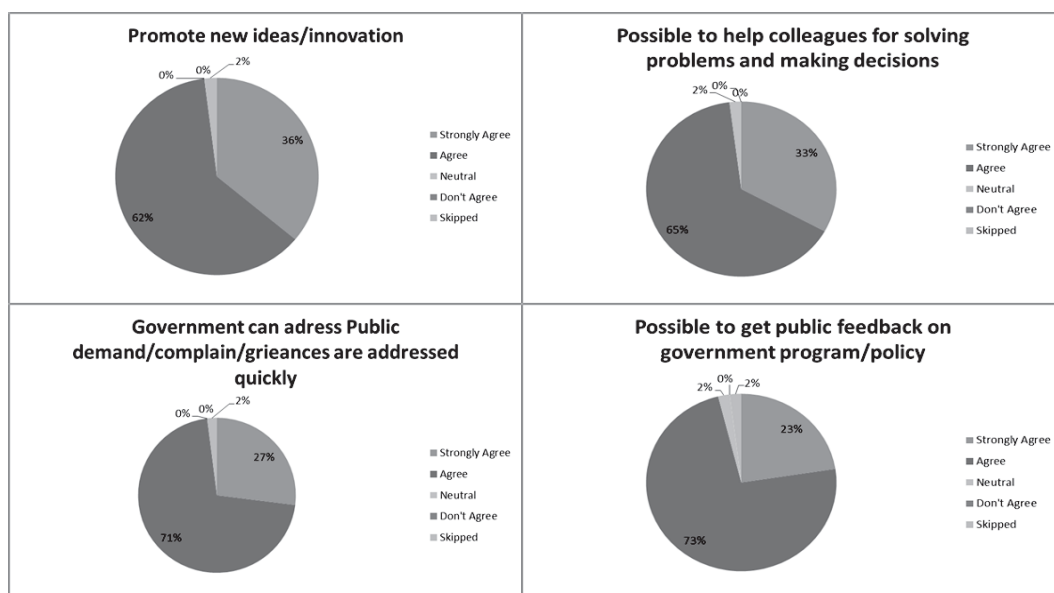 Promote new ideas/innovation
0%
0%
2%
36%
62%
Strongly Agree
Agree
Neutral
Don't Agree
Skipped
Possible to help colleagues for solving
problems and making decisions
2%
0%
0%
33%
65%
Strongly Agree
Agree
Neutral
Don't Agree
Skipped
Government can adress Public
demand/complain/grieances are addressed
quickly
0%
0%
2%
27%
71%
Strongly Agree
Agree
Neutral
Don't Agree
Skipped
Possible to get public feedback on
government program/policy
2%
0%
2%
23%
73%
Strongly Agree
Agree
Neutral
Don't Agree
Skipped